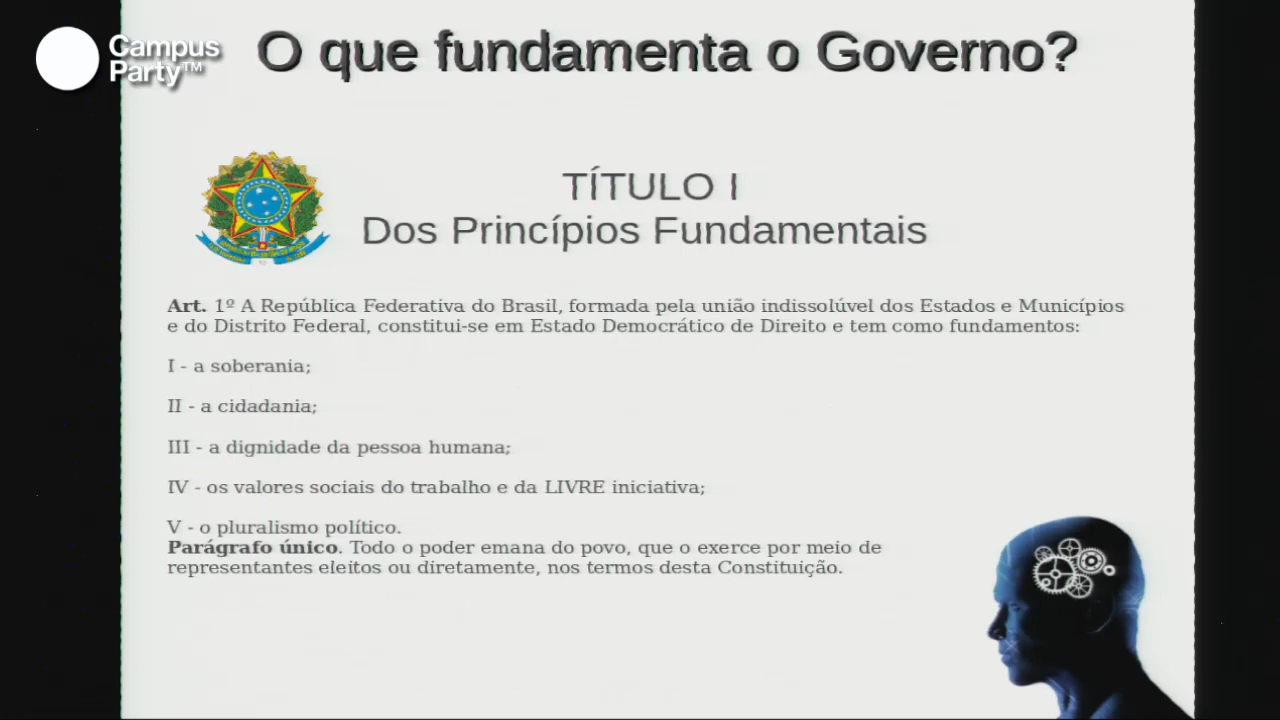 Campus
Party™
O que fundamenta o Governo?
TÍTULO I
Dos Princípios Fundamentais
Art. 1º A República Federativa do Brasil, formada pela união indissolúvel dos Estados e Municípios
e do Distrito Federal, constitui-se em Estado Democrático de Direito e tem como fundamentos:
I - a soberania;
II - a cidadania;
III - a dignidade da pessoa humana;
IV - os valores sociais do trabalho e da LIVRE iniciativa;
V - o pluralismo político.
Parágrafo único. Todo o poder emana do povo, que o exerce por meio de
representantes eleitos ou diretamente, nos termos desta Constituição.